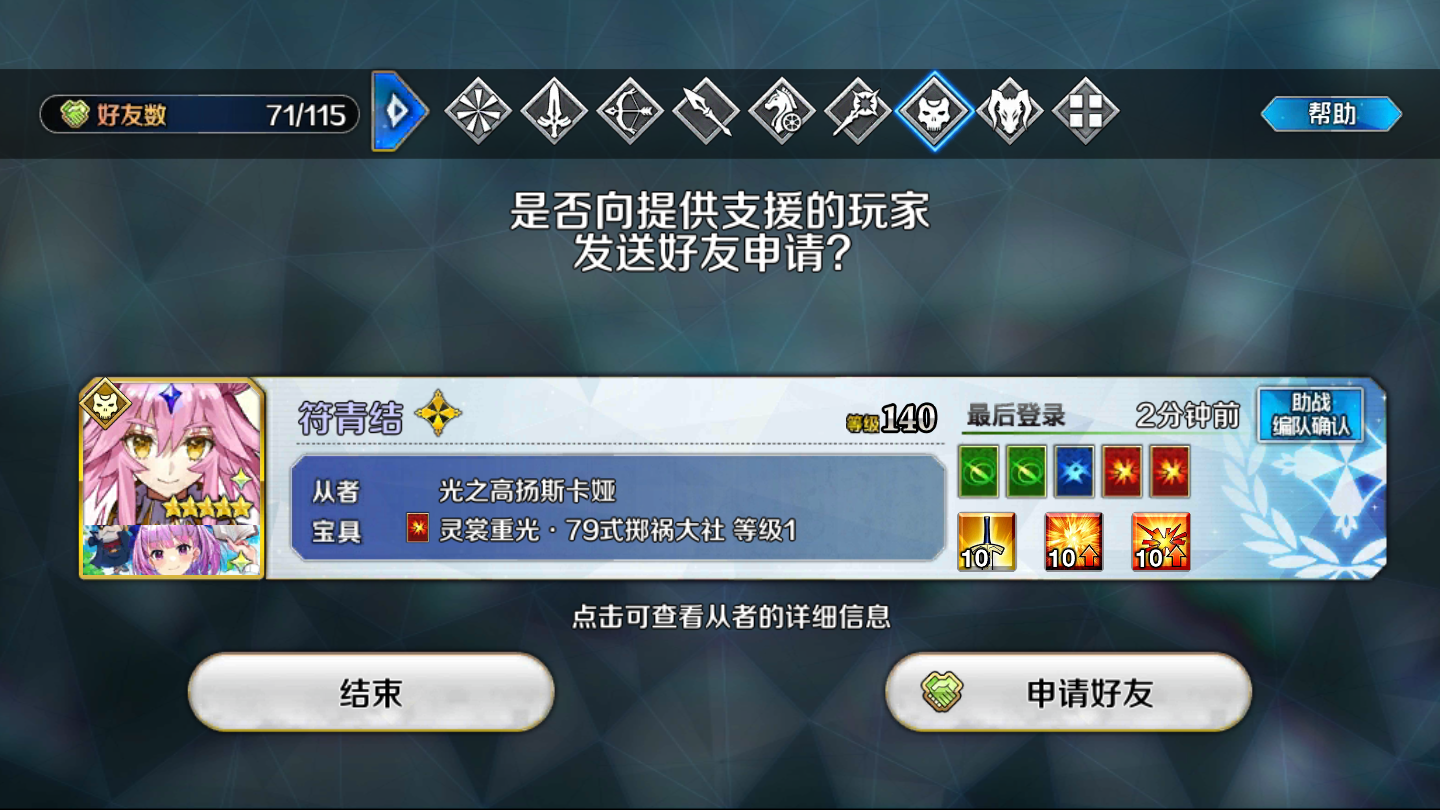 好友数 71/115
帮助
是否向提供支援的玩家
发送好友申请?
符青结 等级140 最后登录 2分钟前
助战
编队确认
从者 光之高扬斯卡娅
宝具 灵裳重光·79式掷祸大社 等级1
10 10 10
点击可查看从者的详细信息
结束 申请好友